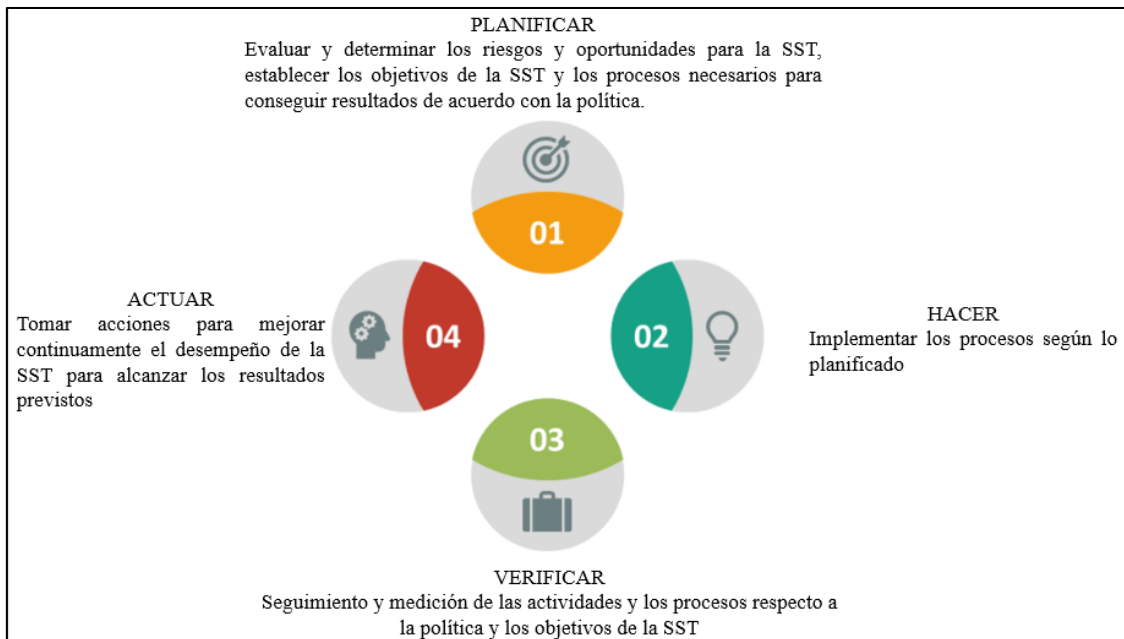 PLANIFICAR
Evaluar y determinar los riesgos y oportunidades para la SST,
establecer los objetivos de la SST y los procesos necesarios para
conseguir resultados de acuerdo con la política.
01
02
HACER
Implementar los procesos según lo
planificado
03
VERIFICAR
Seguimiento y medición de las actividades y los procesos respecto a
la política y los objetivos de la SST
04
ACTUAR
Tomar acciones para mejorar
continuamente el desempeño de la
SST para alcanzar los resultados
previstos